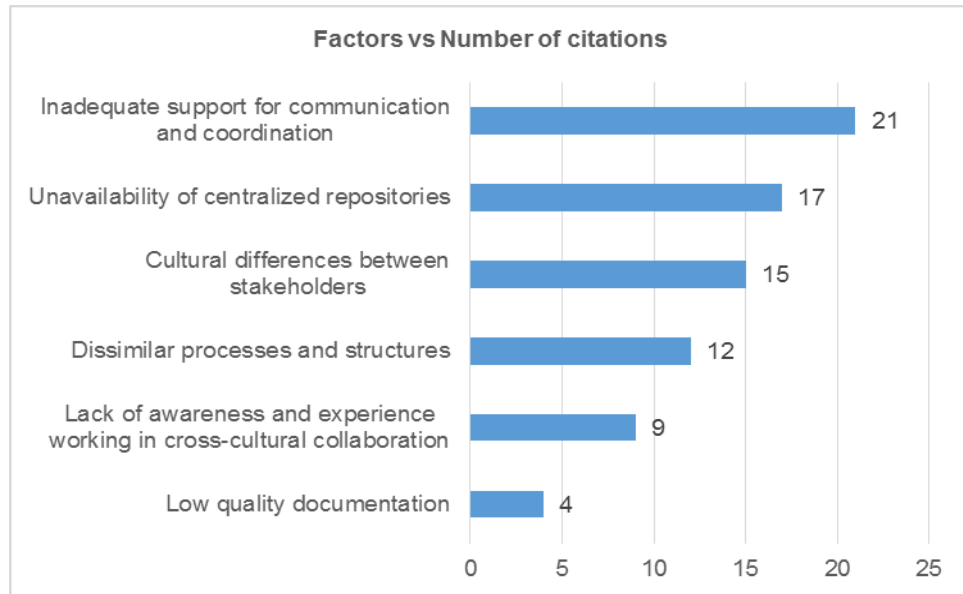 Factors vs Number of citations
Inadequate support for communication
and coordination
21
Unavailability of centralized repositories
17
Cultural differences between
stakeholders
15
Dissimilar processes and structures
12
Lack of awareness and experience
working in cross-cultural collaboration
9
Low quality documentation
4
0 5 10 15 20 25